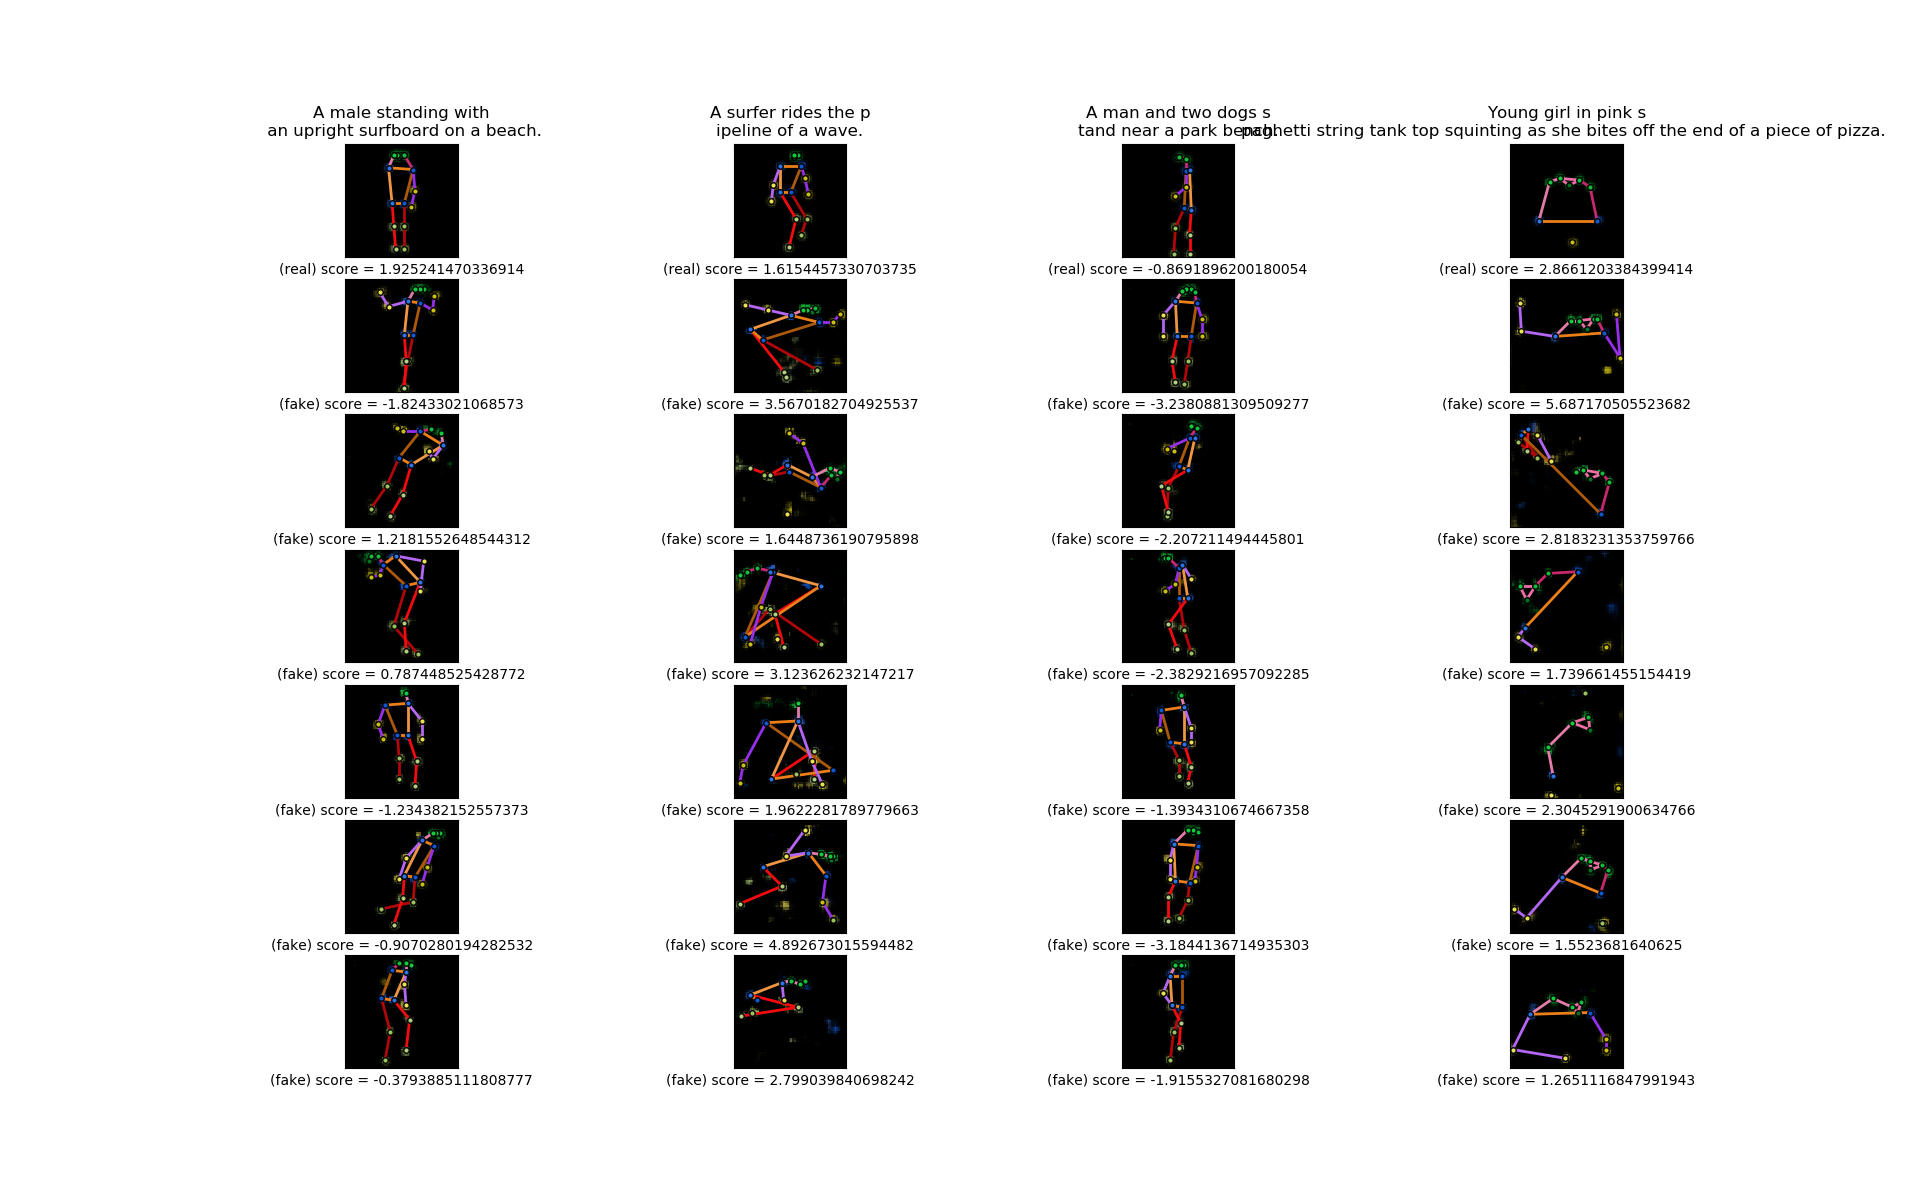 A male standing with
an upright surfboard on a beach.
A surfer rides the p
ipeline of a wave.
A man and two dogs s
tand near a park bench.
Young girl in pink s
paghetti string tank top squinting as she bites off the end of a piece of pizza.
(real) score = 1.925241470336914
(real) score = 1.6154457330703735
(real) score = -0.8691896200180054
(real) score = 2.8661203384399414
(fake) score = -1.82433021068573
(fake) score = 3.5670182704925537
(fake) score = -3.2380881309509277
(fake) score = 5.687170505523682
(fake) score = 1.2181552648544312
(fake) score = 1.6448736190795898
(fake) score = -2.207211494445801
(fake) score = 2.8183231353759766
(fake) score = 0.787448525428772
(fake) score = 3.123626232147217
(fake) score = -2.3829216957092285
(fake) score = 1.739661455154419
(fake) score = -1.234382152557373
(fake) score = 1.9622281789779663
(fake) score = -1.3934310674667358
(fake) score = 2.3045291900634766
(fake) score = -0.9070280194282532
(fake) score = 4.892673015594482
(fake) score = -3.1844136714935303
(fake) score = 1.5523681640625
(fake) score = -0.3793885111808777
(fake) score = 2.799039840698242
(fake) score = -1.9155327081680298
(fake) score = 1.2651116847991943